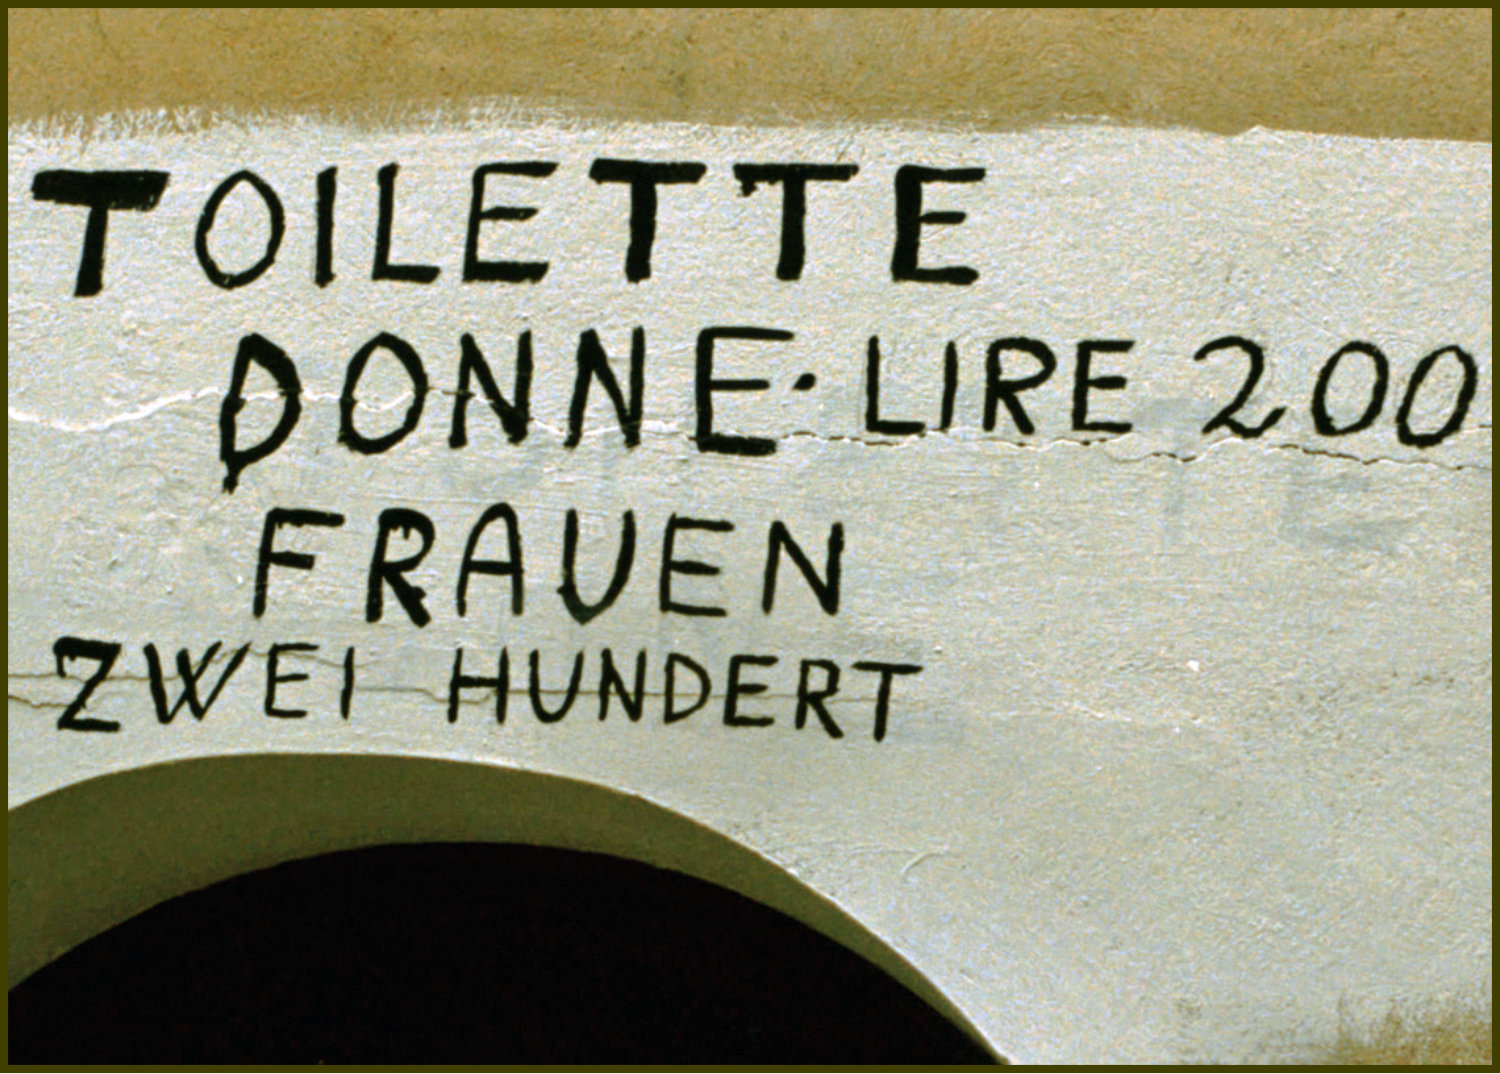 TOILETTE
DONNE· LIRE 200
FRAUEN
ZWEI HUNDERT